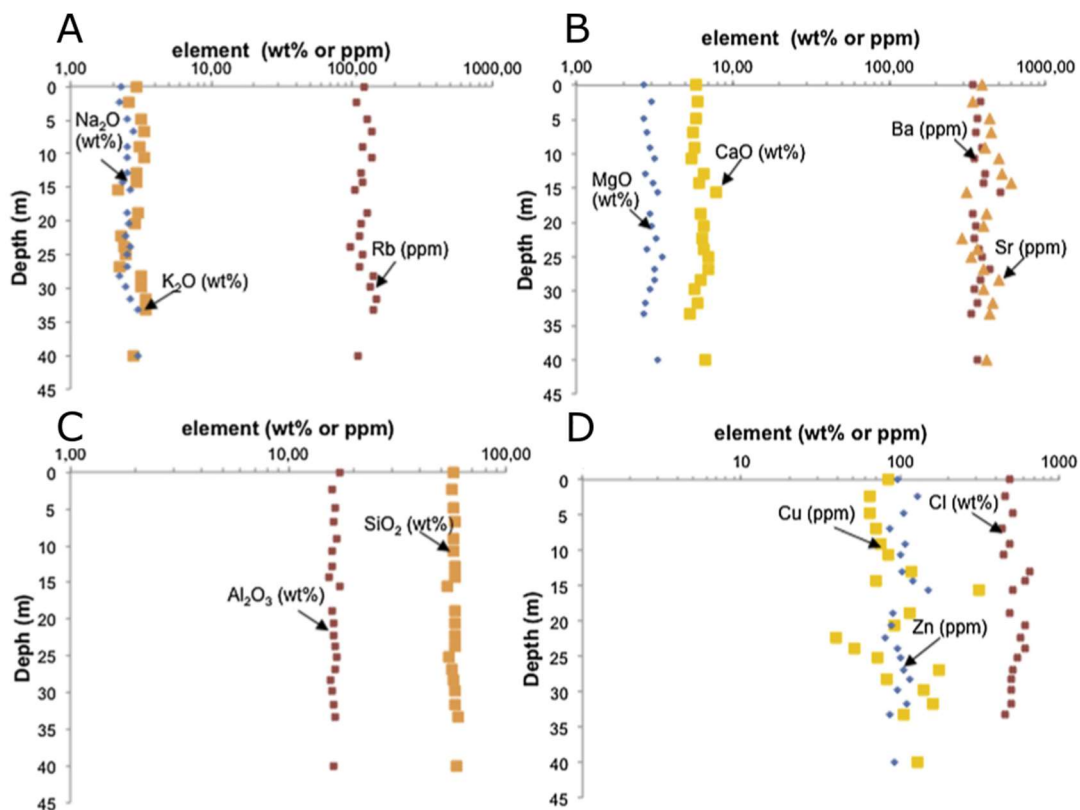 A
element (wt% or ppm)
1,00 10,00 100,00 1000,00
0
5
10
15
20
25
30
35
40
45
Depth (m)
Na₂O
(wt%)
K₂O (wt%)
Rb (ppm)
B
element (wt% or ppm)
1,00 10,00 100,00 1000,00
0
5
10
15
20
25
30
35
40
45
Depth (m)
MgO
(wt%)
CaO (wt%)
Ba (ppm)
Sr (ppm)
C
element (wt% or ppm)
1,00 10,00 100,00
0
5
10
15
20
25
30
35
40
45
Deph (m)
Al₂O₃ (wt%)
SiO₂ (wt%)
D
element (wt% or ppm)
1 10 100 1000
0
5
10
15
20
25
30
35
40
45
Depth (m)
Cu (ppm)
Cl (wt%)
Zn (ppm)